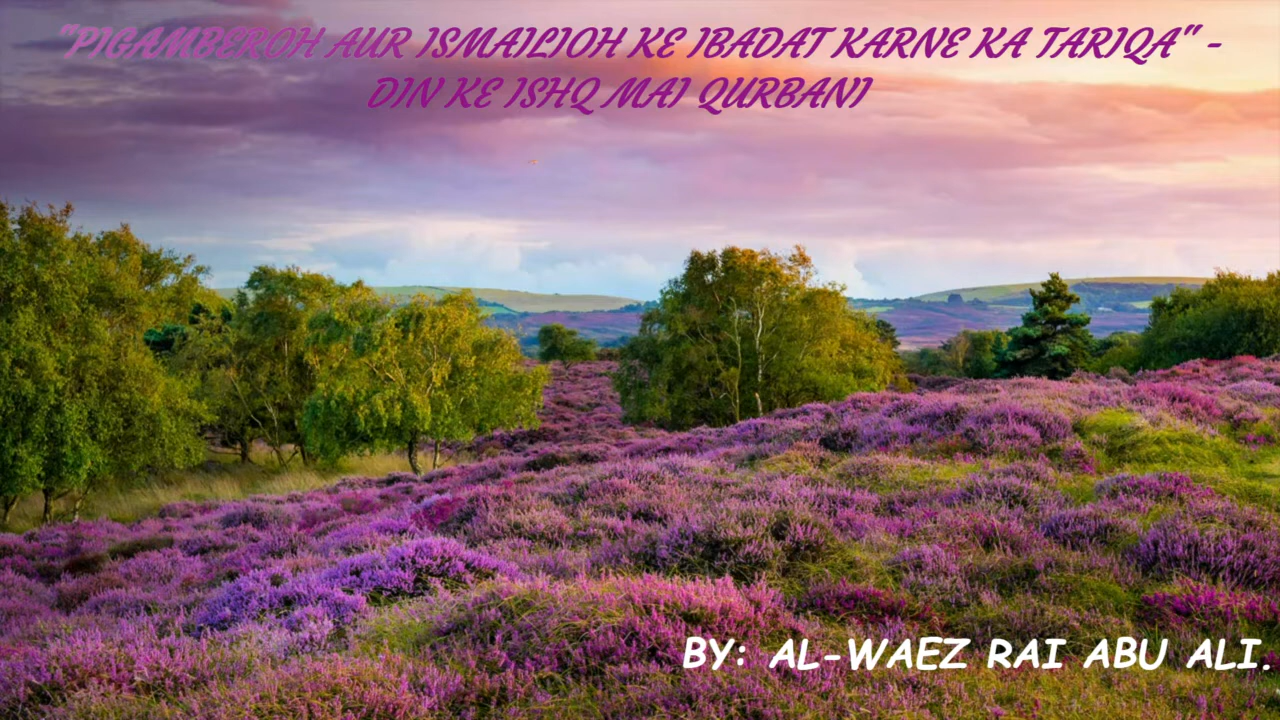 "PIGAMBEROH AUR ISMAILIOH KE IBADAT KARNE KA TARIQA" -
DIN KE ISHQ MAI QURBANI
BY: AL-WAEZ RAI ABU ALI.